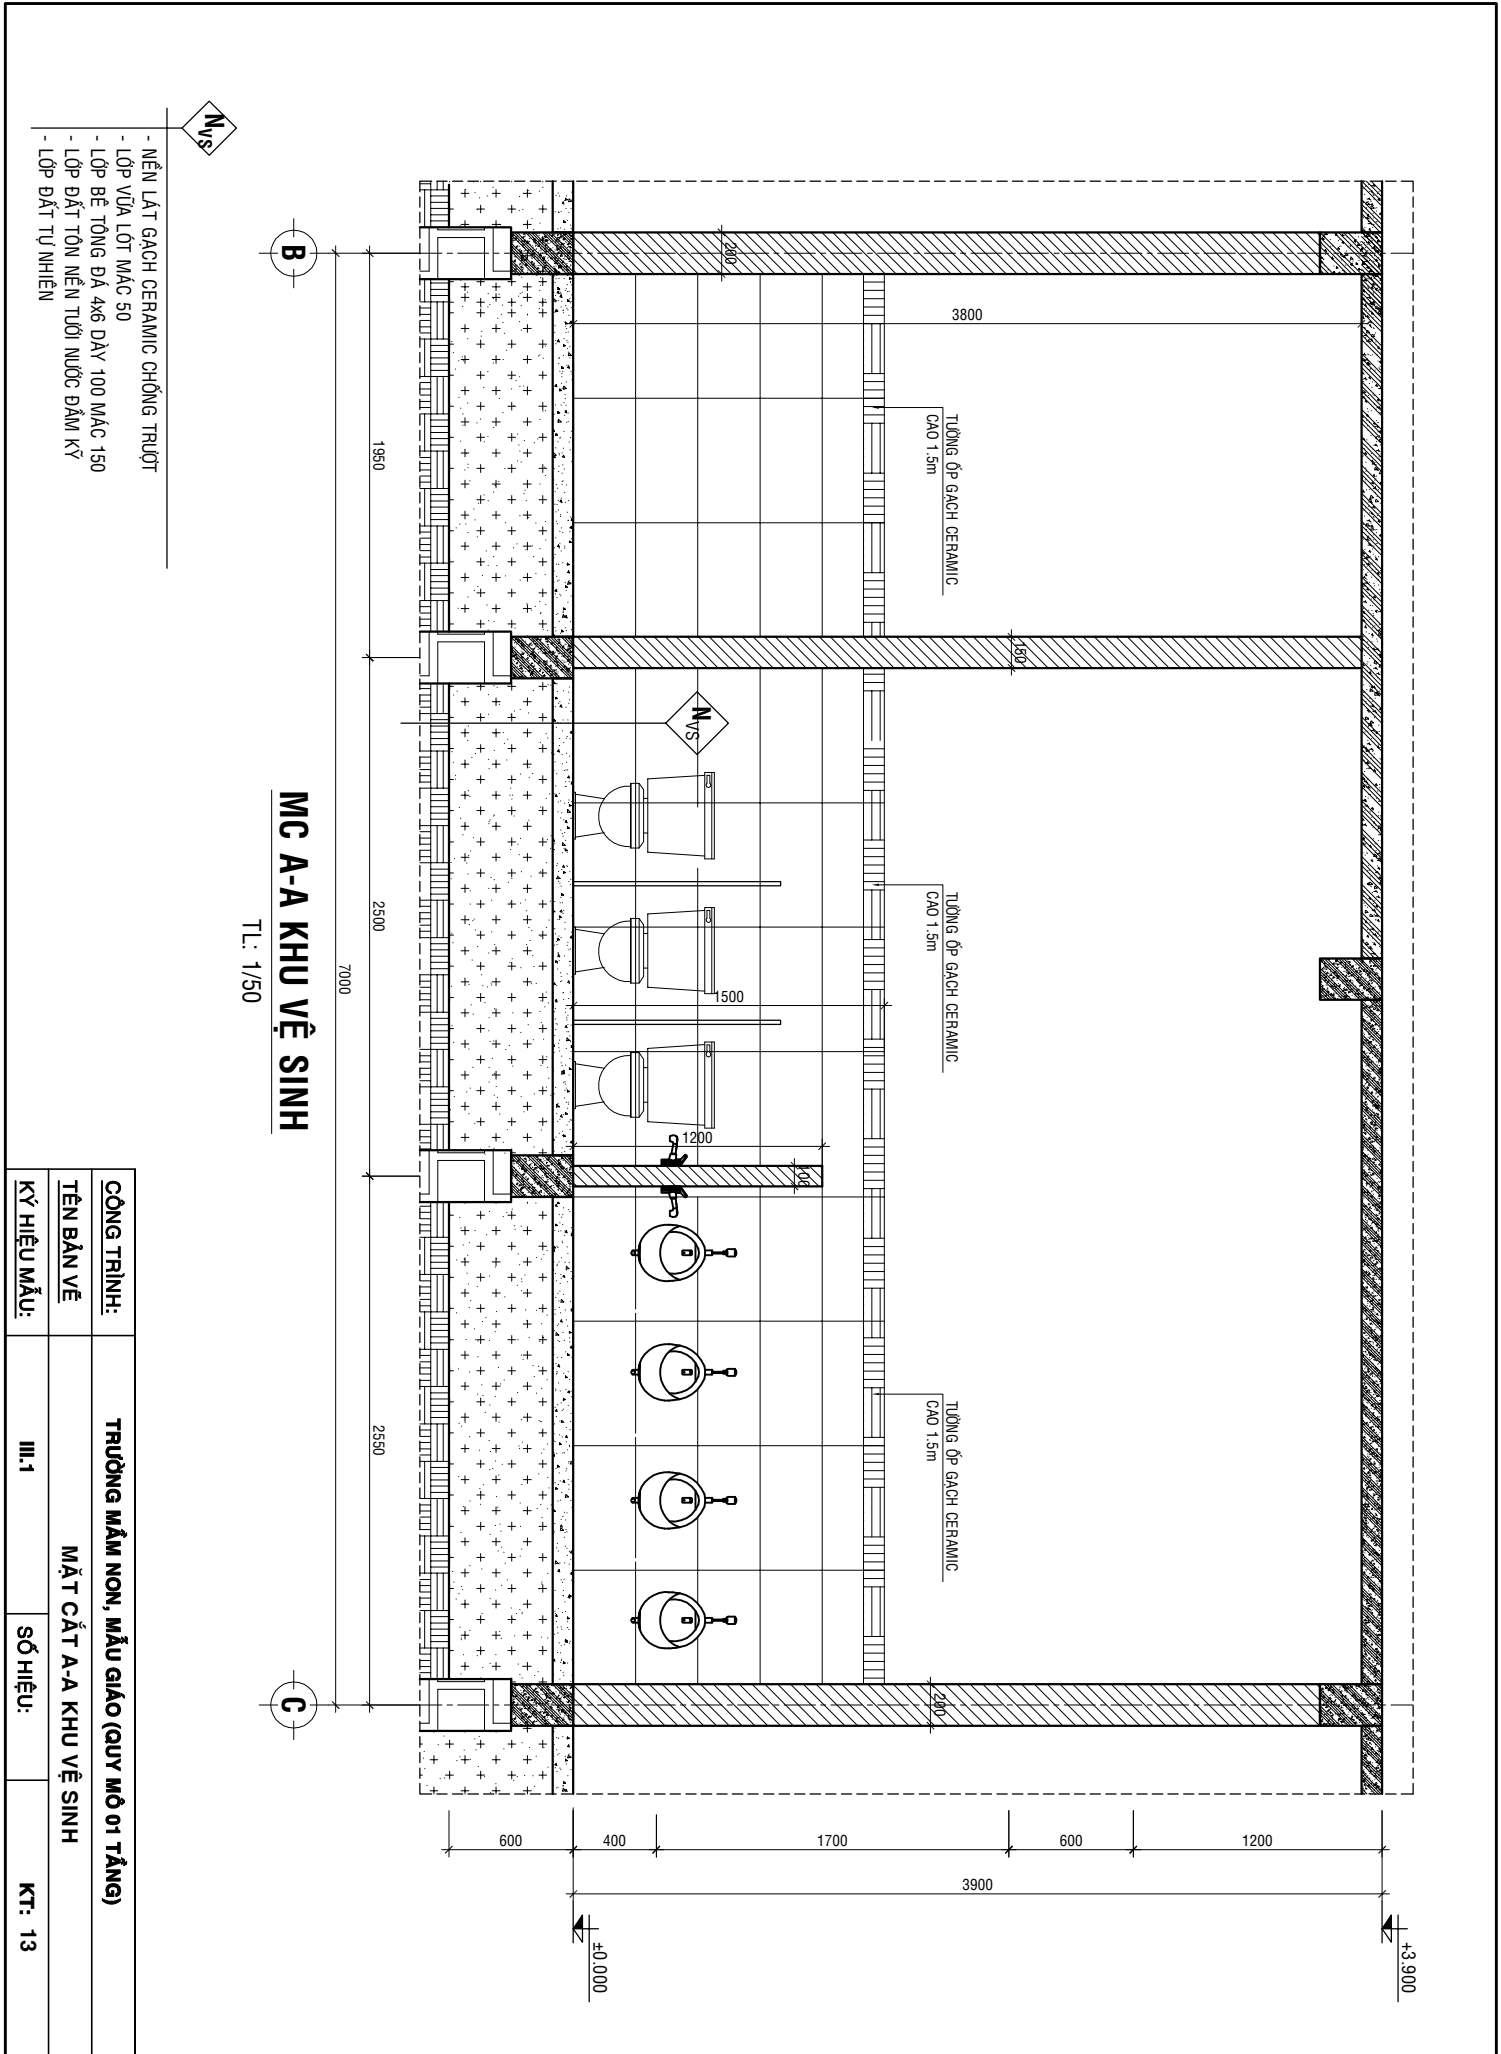 +3.900
±0.000
3900
1200
600
1700
400
600
3800
200
150
200
100
1200
1500
TƯỜNG ỐP GẠCH CERAMIC
CAO 1.5m
TƯỜNG ỐP GẠCH CERAMIC
CAO 1.5m
TƯỜNG ỐP GẠCH CERAMIC
CAO 1.5m
N VS
1950
2500
2550
7000
B
C
MC A-A KHU VỆ SINH
TL: 1/50
N VS
- NỀN LÁT GẠCH CERAMIC CHỐNG TRƯỢT
- LỚP VỮA LÓT MÁC 50
- LỚP BÊ TÔNG ĐÁ 4x6 DÀY 100 MÁC 150
- LỚP ĐẤT TÔN NỀN TƯỚI NƯỚC ĐẦM KỸ
- LỚP ĐẤT TỰ NHIÊN
CÔNG TRÌNH: TRƯỜNG MẦM NON, MẪU GIÁO (QUY MÔ 01 TẦNG)
TÊN BẢN VẼ MẶT CẮT A-A KHU VỆ SINH
KÝ HIỆU MẪU: III.1 SỐ HIỆU: KT: 13